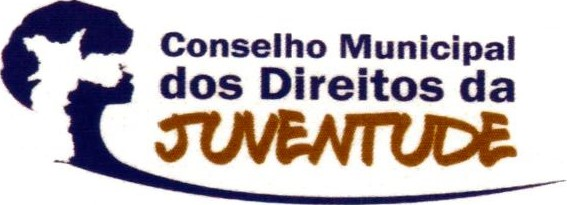 Conselho Municipal
dos Direitos da
JUVENTUDE